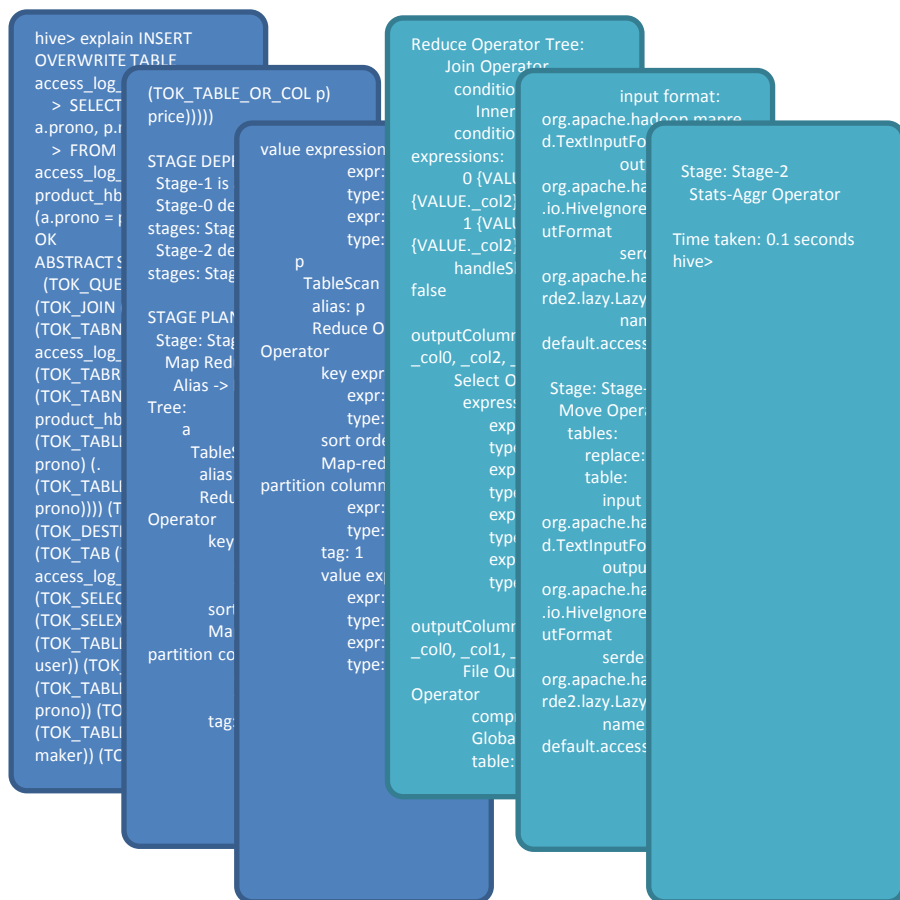 hive> explain INSERT
OVERWRITE TABLE
access_log_
> SELECT
a.prono, p.
> FROM
access_log_
product_hb
(a.prono =
OK
ABSTRACT S
(TOK_QUE
(TOK_JOIN
(TOK_TABN
access_log_
(TOK_TABR
(TOK_TABN
product_hb
(TOK_TABLE
prono) (.
(TOK_TABL
prono)))) (T
(TOK_DESTI
(TOK_TAB (
access_log_
(TOK_SELEC
(TOK_SELEX
(TOK_TABLE
user)) (TOK_
(TOK_TABLE
prono)) (TO
(TOK_TABLE
maker)) (TO
(TOK_TABLE_OR_COL p)
price)))))
STAGE DEPE
Stage-1 is
Stage-0 de
stages: Stag
Stage-2 de
stages: Stag
STAGE PLAN
Stage: Stag
Map Redu
Alias ->
Tree:
a
TableS
alias
Redu
Operator
key
sort
Ma
partition co
tag:
value expression
expr:
type:
expr:
type:
p
TableScan
alias: p
Reduce O
Operator
key expr
expr:
type:
sort orde
Map-red
partition column
expr:
type:
tag: 1
value exp
expr:
type:
expr:
type:
Reduce Operator Tree:
Join Operator
conditio
Inner
conditio
expressions:
0 {VALU
{VALUE._col2}
1 {VALU
{VALUE._col2}
handleSk
false
outputColumn
_col0, _col2, _
Select O
express
exp
type
exp
type
exp
type
exp
type
outputColumn
_col0, _col1, _
File Ou
Operator
compr
Globa
table:
input format:
org.apache.hadoop.mapre
d.TextInputFo
out
org.apache.ha
.io.HiveIgnore
utFormat
serd
org.apache.ha
rde2.lazy.Lazy
nam
default.access
Stage: Stage-
Move Opera
tables:
replace:
table:
input
org.apache.ha
d.TextInputFo
outpu
org.apache.ha
.io.HiveIgnore
utFormat
serde
org.apache.ha
rde2.lazy.Lazy
name
default.access
Stage: Stage-2
Stats-Aggr Operator
Time taken: 0.1 seconds
hive>